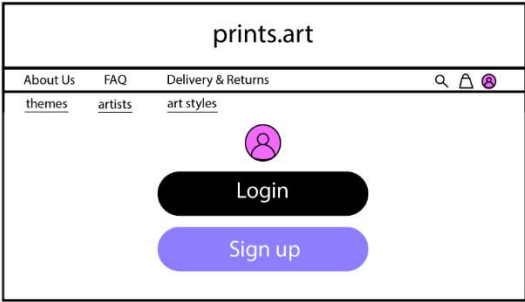 prints.art
About Us FAQ Delivery & Returns
themes artists art styles
Login
Sign up